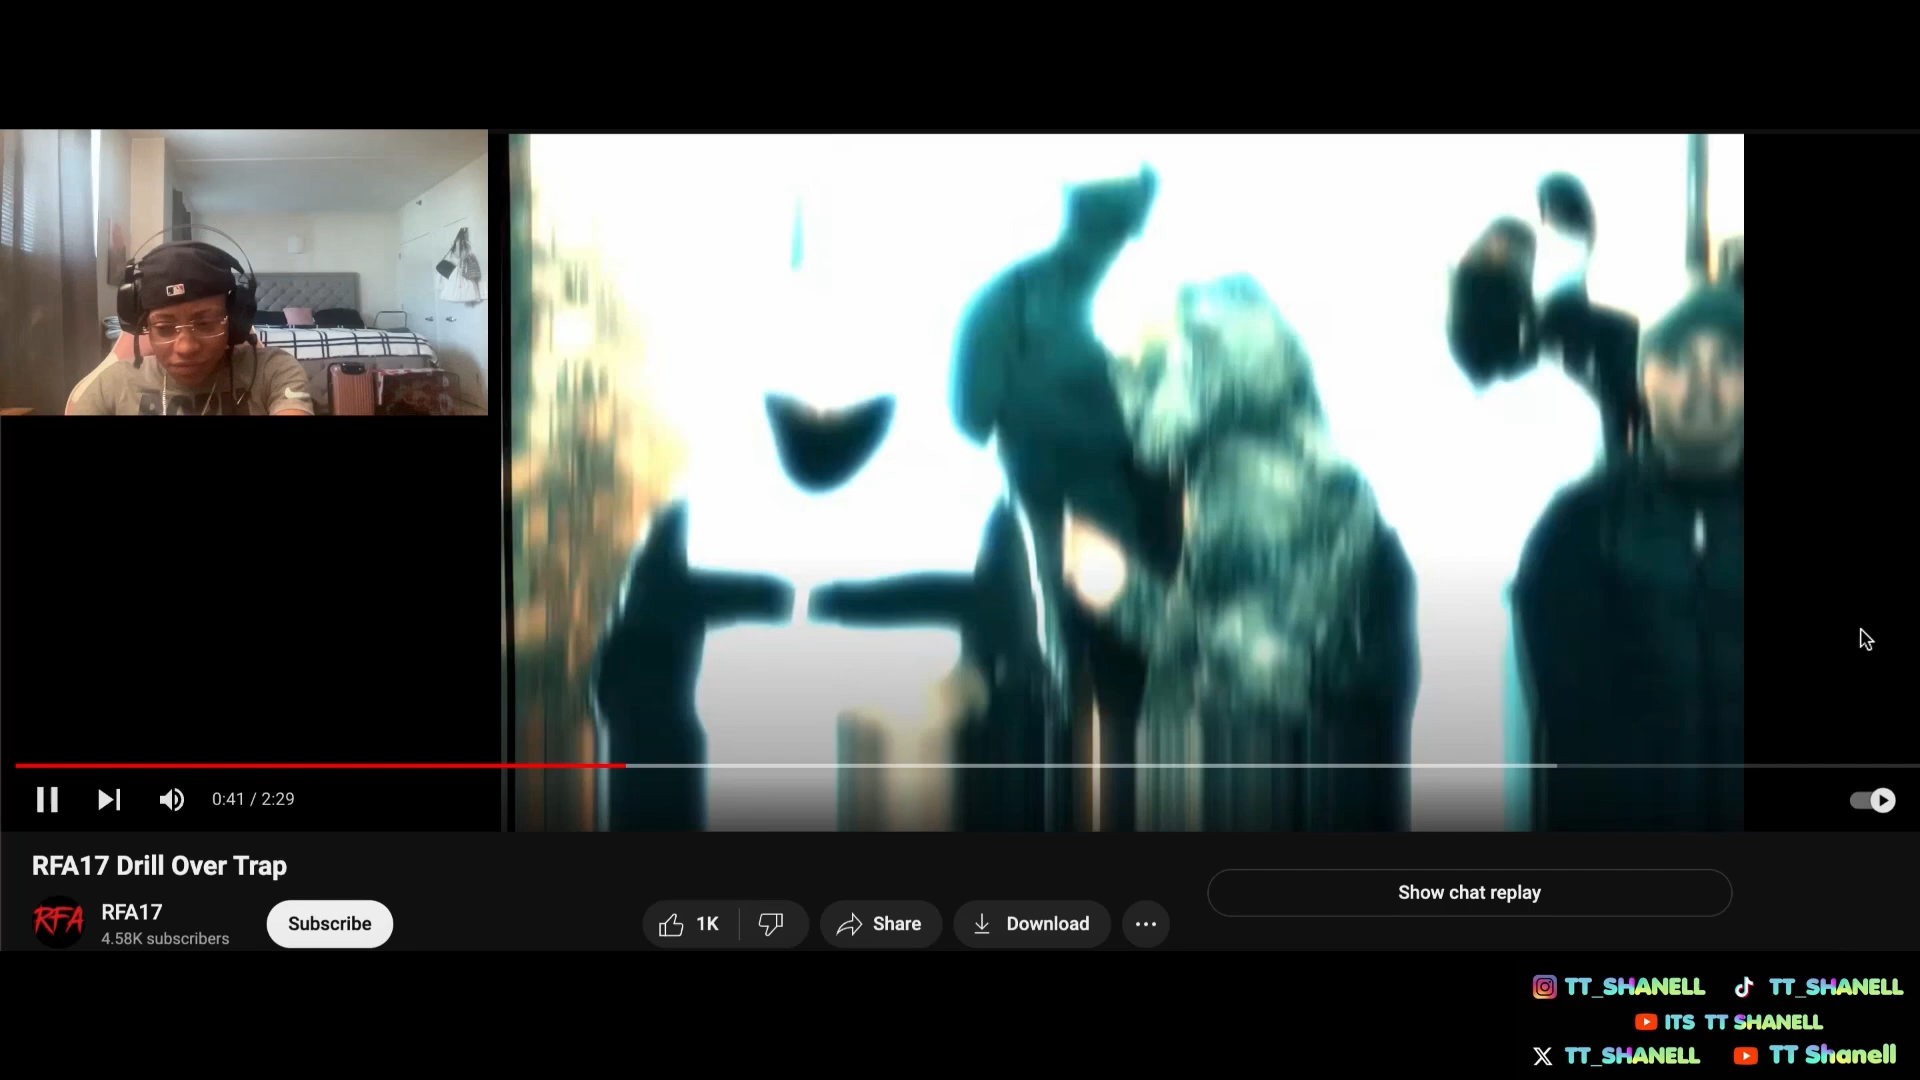 0:41 / 2:29
RFA17 Drill Over Trap
RFA
RFA17
4.58K subscribers
Subscribe
1K
Share
Download
Show chat replay
TT_SHANELL
TT_SHANELL
ITS TT SHANELL
TT_SHANELL
TT Shanell